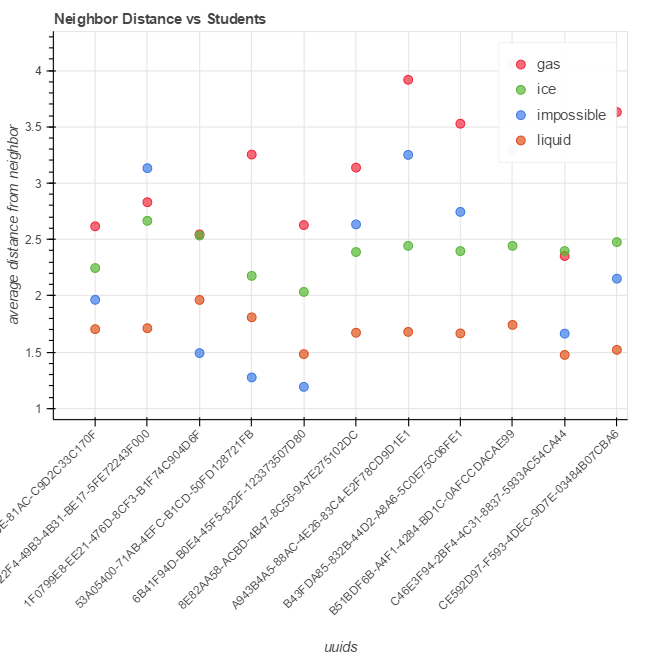 Neighbor Distance vs Students
gas
ice
impossible
liquid
4
3.5
3
2.5
2
1.5
1
average distance from neighbor
E-81AC-C9D2C33C170F
22F4-49B3-4B31-BE17-5FE72243F000
1F0799E8-EE21-476D-8CF3-B1F74C904D6F
53A05400-71AB-4EFC-B1CD-50FD128721FB
6B41F94D-B0E4-45F5-822F-123373507D80
8E82AA58-ACBD-4B47-8C56-9A7E275102DC
A943B4A5-88AC-4E26-83C4-E2F78CD9D1E1
B43FDA85-832B-44D2-A8A6-5C0E75C06FE1
B51BDF6B-A4F1-4284-BD1C-0AFCCDACAE99
C46E3F94-2BF4-4C31-8837-5933AC54CA44
CE592D97-F593-4DEC-9D7E-03484B07CBA6
uuids